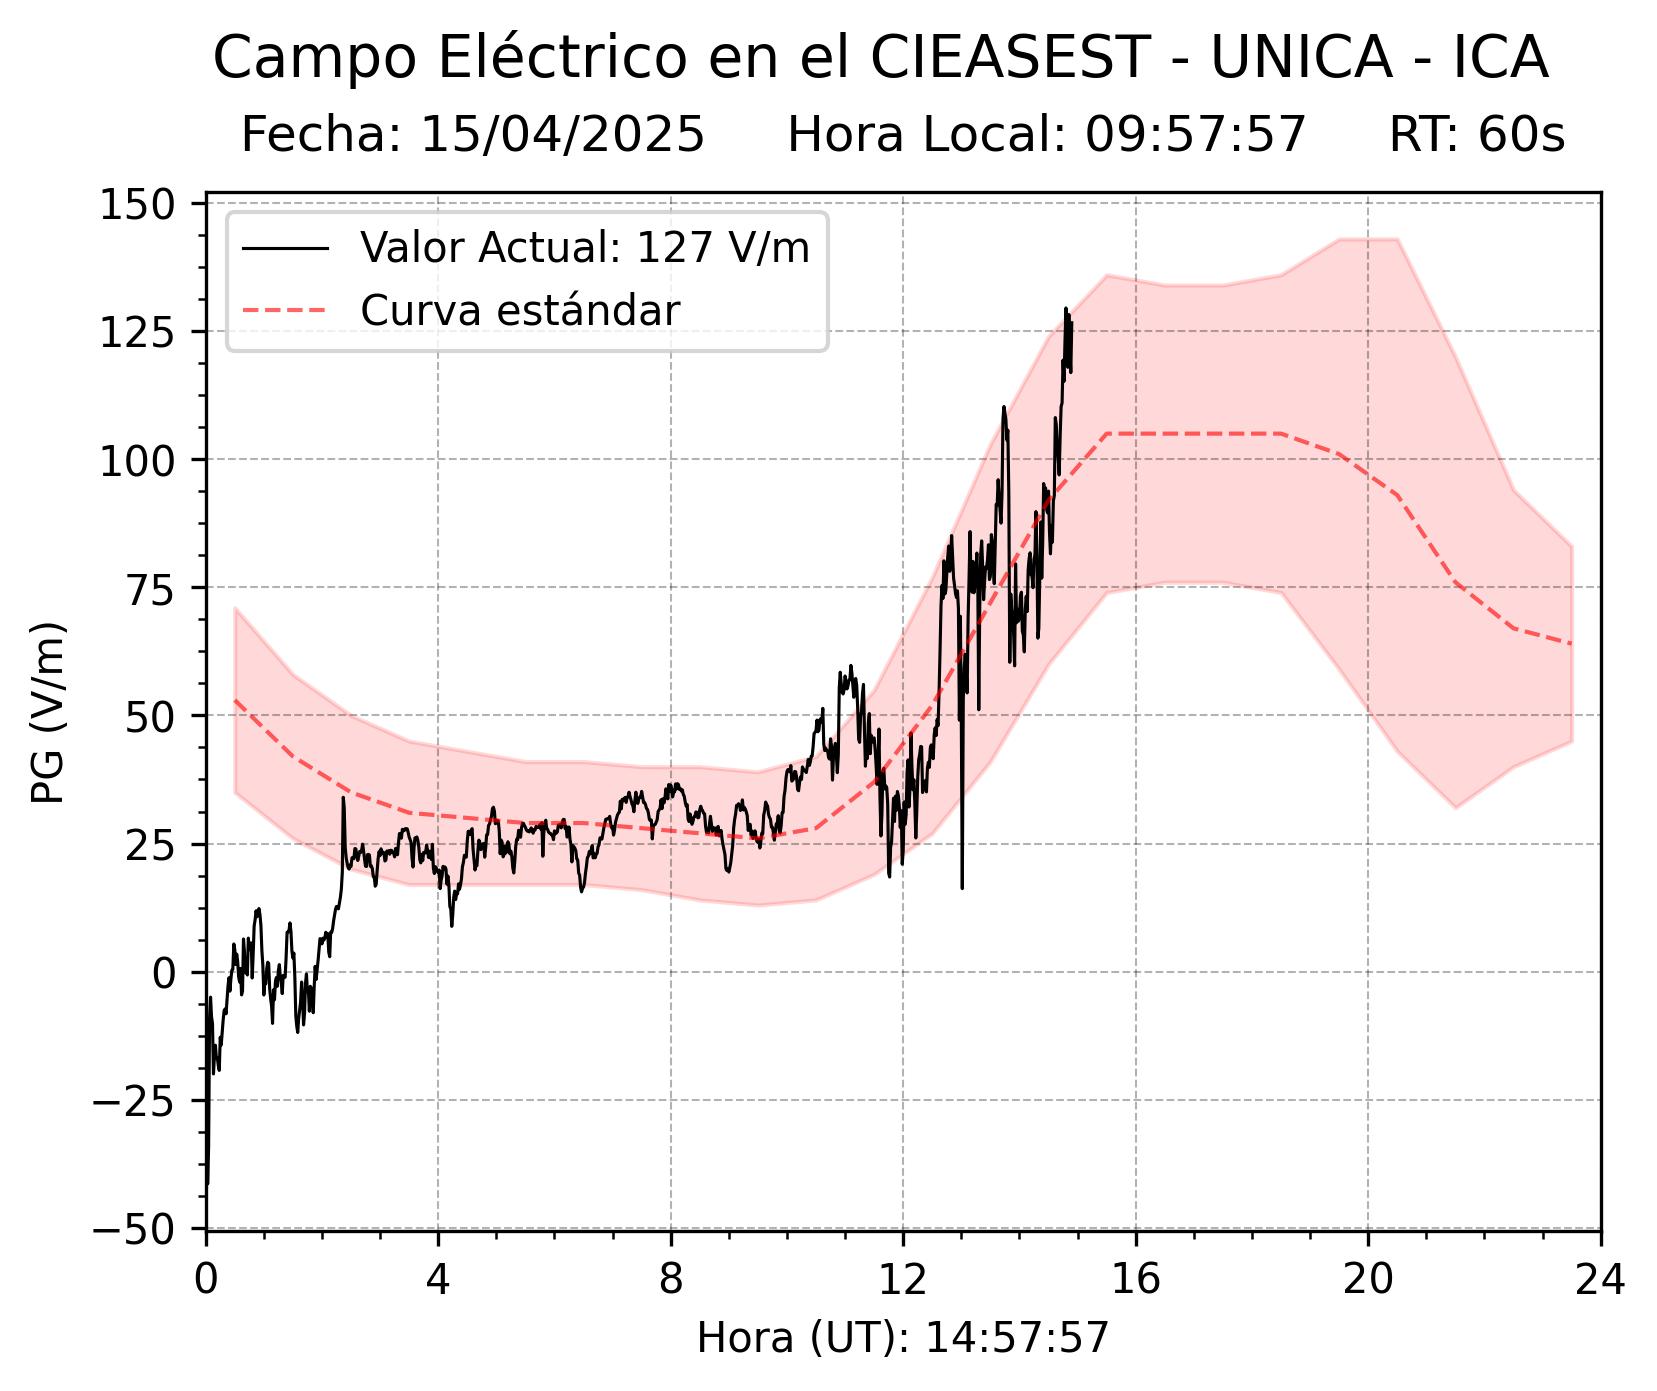 Campo Eléctrico en el CIEASEST - UNICA - ICA
Fecha: 15/04/2025 Hora Local: 09:57:57 RT: 60s
Valor Actual: 127 V/m
Curva estándar
150
125
100
75
50
25
0
−25
−50
PG (V/m)
0 4 8 12 16 20 24
Hora (UT): 14:57:57